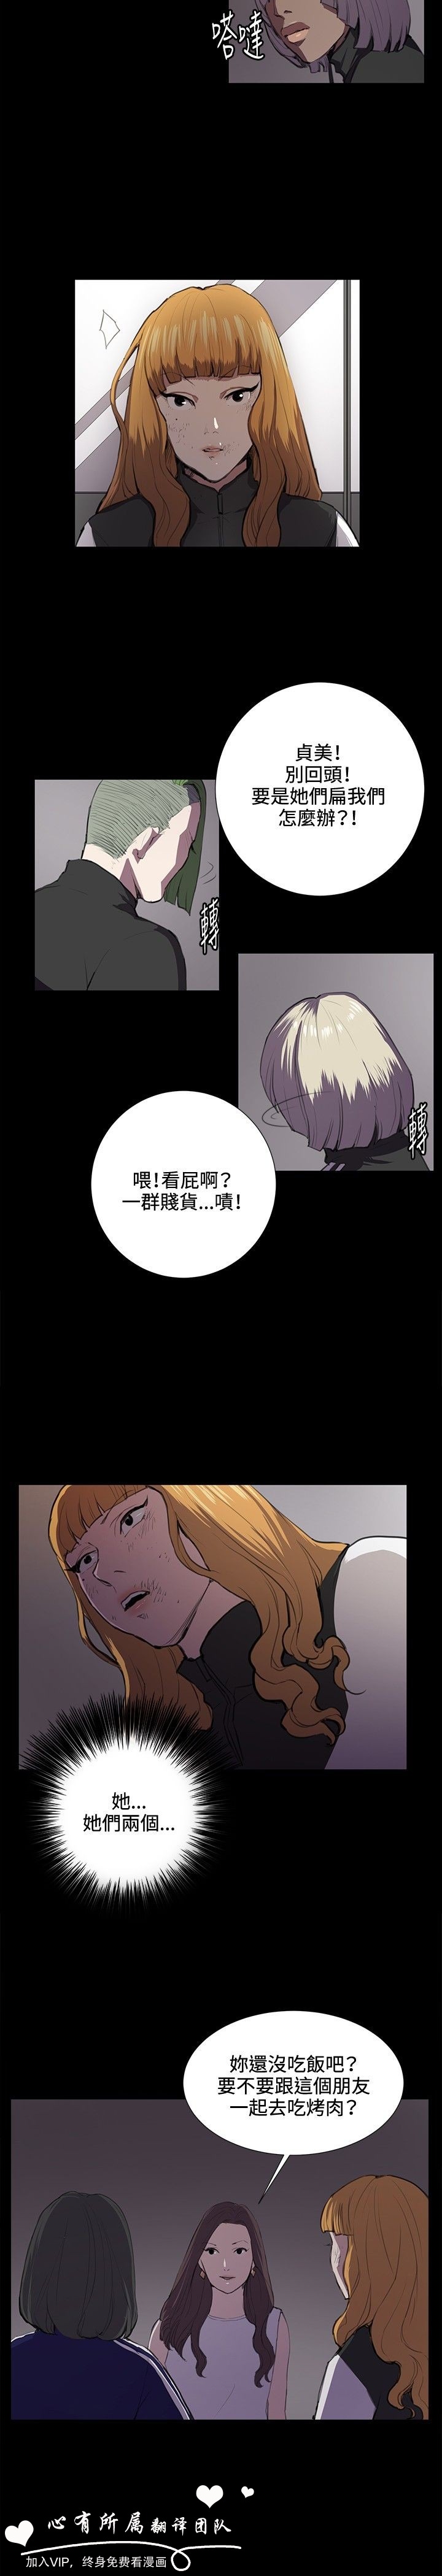 嗒噠
貞美！
別回頭！
要是她們扁我們
怎麼辦？！
轉
轉
喂！看屁啊？
一群賤貨…嘖！
她…
她們兩個…
妳還沒吃飯吧？
要不要跟這個朋友
一起去吃烤肉？
心有所属翻译团队
加入VIP，终身免费看漫画